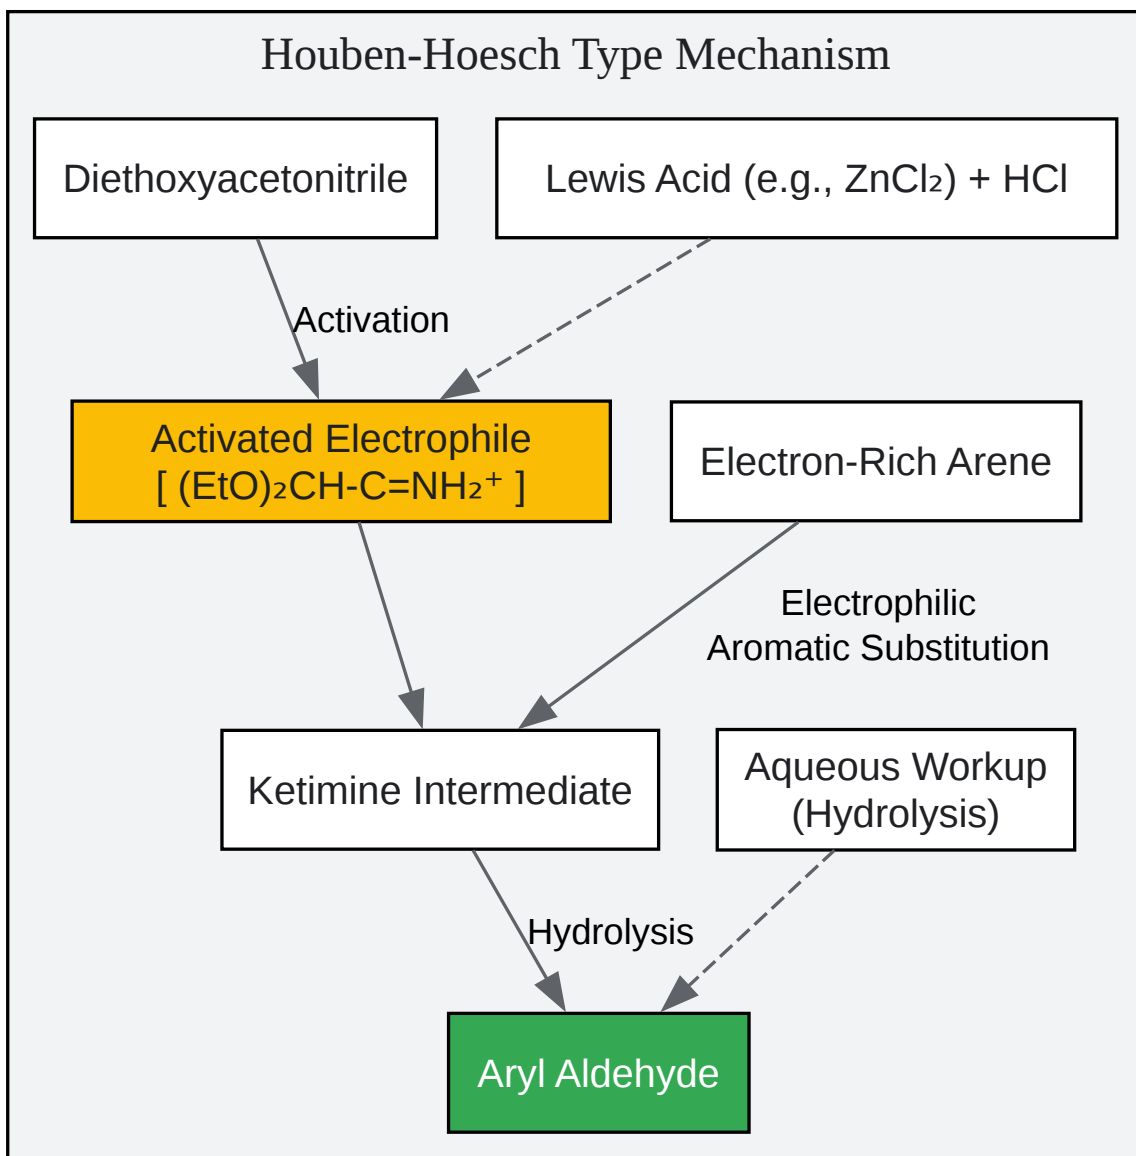 Houben-Hoesch Type Mechanism
Diethoxyacetonitrile
Lewis Acid (e.g., ZnCl₂) + HCl
Activation
Activated Electrophile
[ (EtO)₂CH-C=NH₂⁺ ]
Electron-Rich Arene
Electrophilic
Aromatic Substitution
Ketimine Intermediate
Aqueous Workup
(Hydrolysis)
Hydrolysis
Aryl Aldehyde